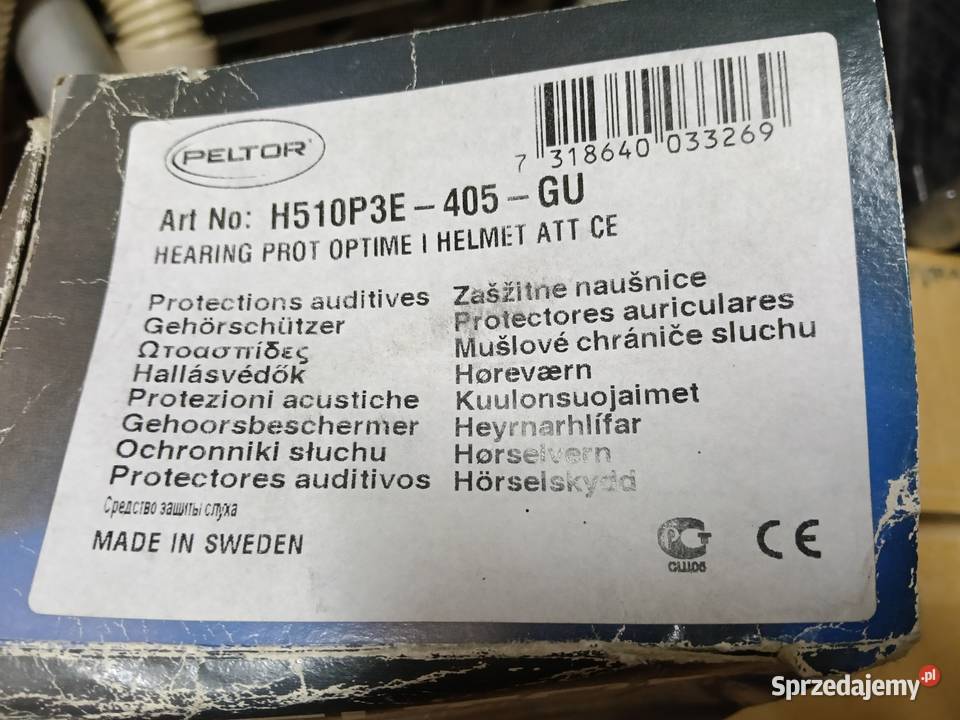 PELTOR
7 318640 033269
Art No: H510P3E-405-GU
HEARING PROT OPTIME I HELMET ATT CE
Protections auditives
Gehörschützer
Ωτοασπίδες
Hallásvédők
Protezioni acustiche
Gehoorsbeschermer
Ochronniki słuchu
Protectores auditivos
Средство защиты слуха
Zašžitne naušnice
Protectores auriculares
Mušlové chrániče sluchu
Høreværn
Kuulonsuojaimet
Heyrnarhlífar
Hørselvern
Hörselskydd
MADE IN SWEDEN
CE
Sprzedajemy.pl